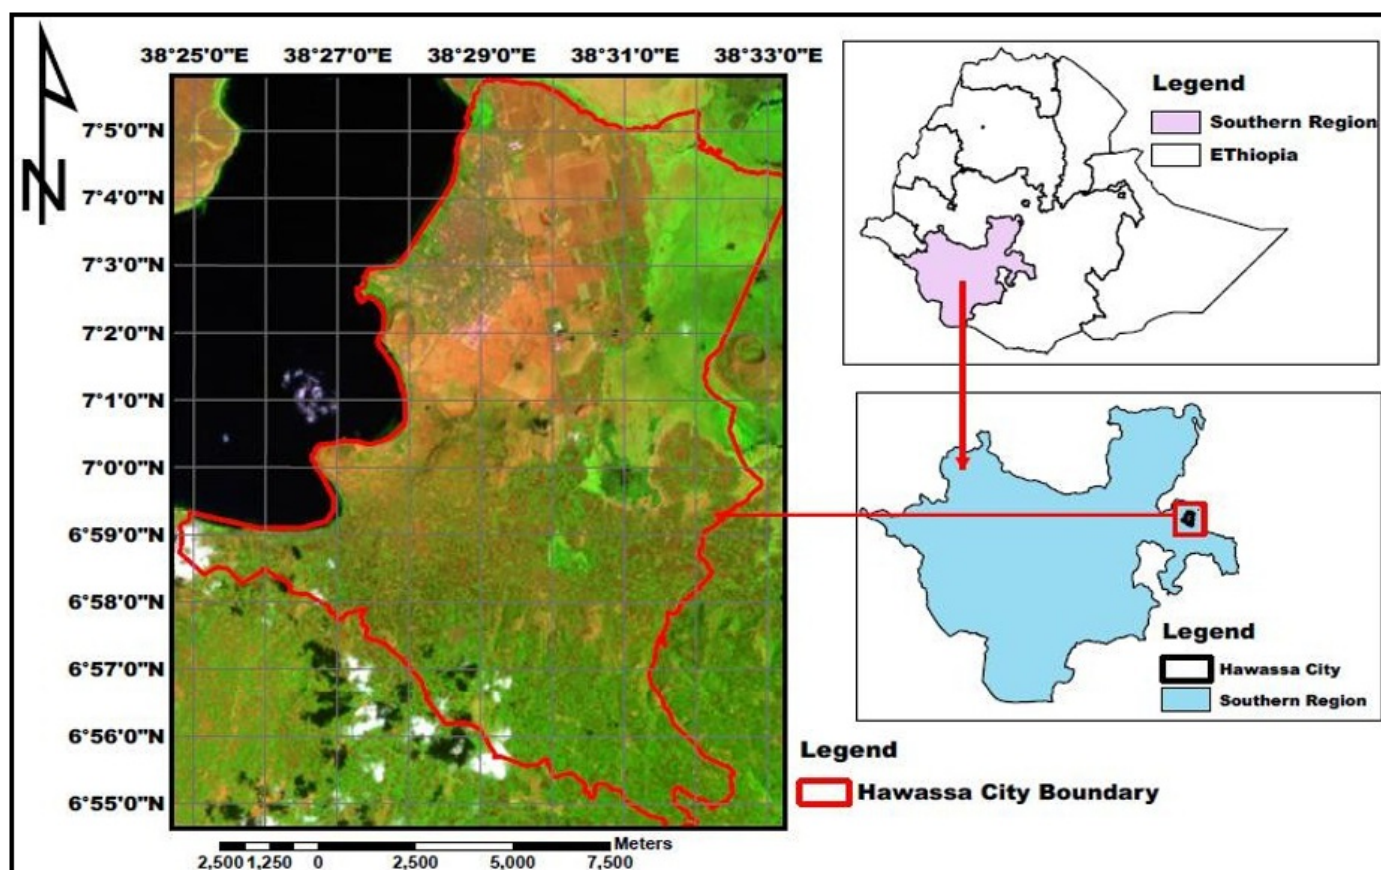 38°25'0"E 38°27'0"E 38°29'0"E 38°31'0"E 38°33'0"E
7°5'0"N
7°4'0"N
7°3'0"N
7°2'0"N
7°1'0"N
7°0'0"N
6°59'0"N
6°58'0"N
6°57'0"N
6°56'0"N
6°55'0"N
N
Meters
2,500 1,250 0 2,500 5,000 7,500
Legend
Southern Region
EThiopia
Legend
Hawassa City
Southern Region
Legend
Hawassa City Boundary